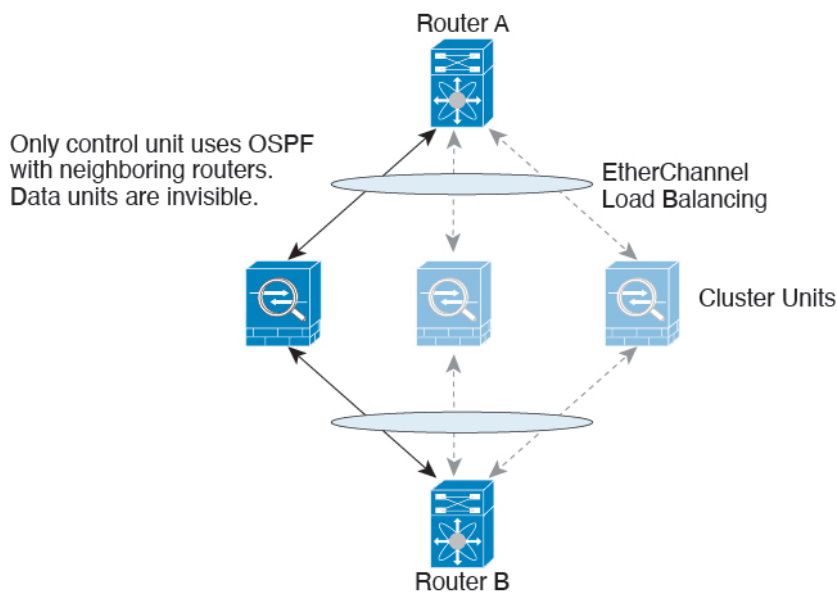 Router A
Only control unit uses OSPF
with neighboring routers.
Data units are invisible.
EtherChannel
Load Balancing
Cluster Units
Router B